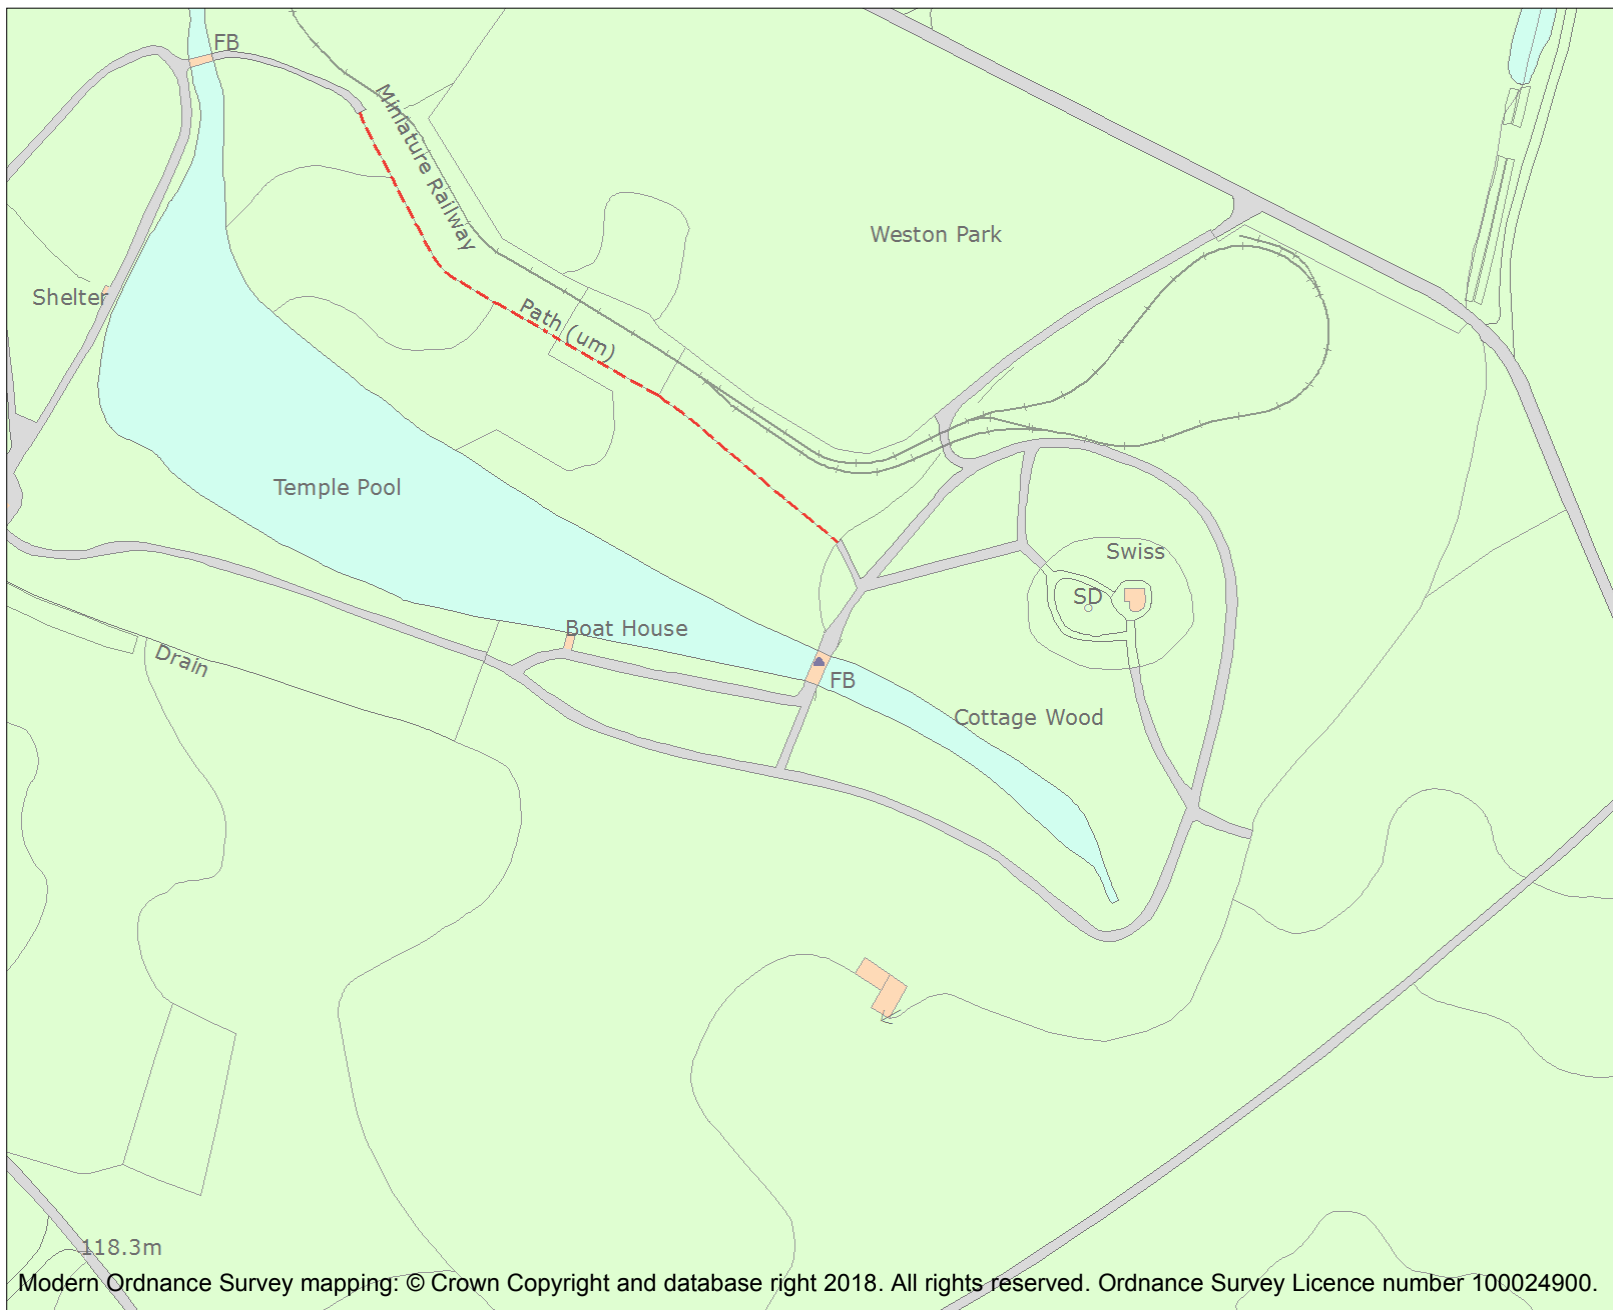 FB
Miniature Railway
Weston Park
Shelter
Path (um)
Temple Pool
Swiss
SD
Boat House
Drain
FB
Cottage Wood
118.3m
Modern Ordnance Survey mapping: © Crown Copyright and database right 2018. All rights reserved. Ordnance Survey Licence number 100024900.